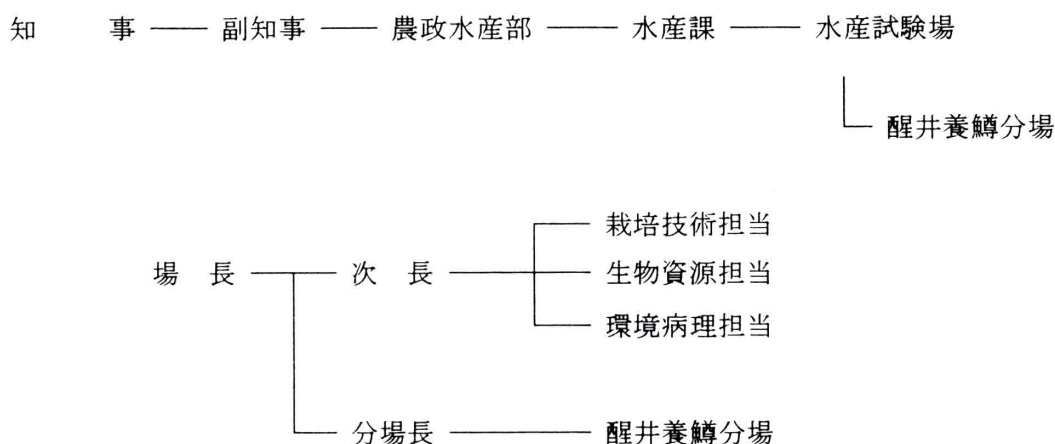 知 事 副知事 農政水産部 水産課 水産試験場
醒井養鱒分場
栽培技術担当
場 長 次 長 生物資源担当
環境病理担当
分場長 醒井養鱒分場